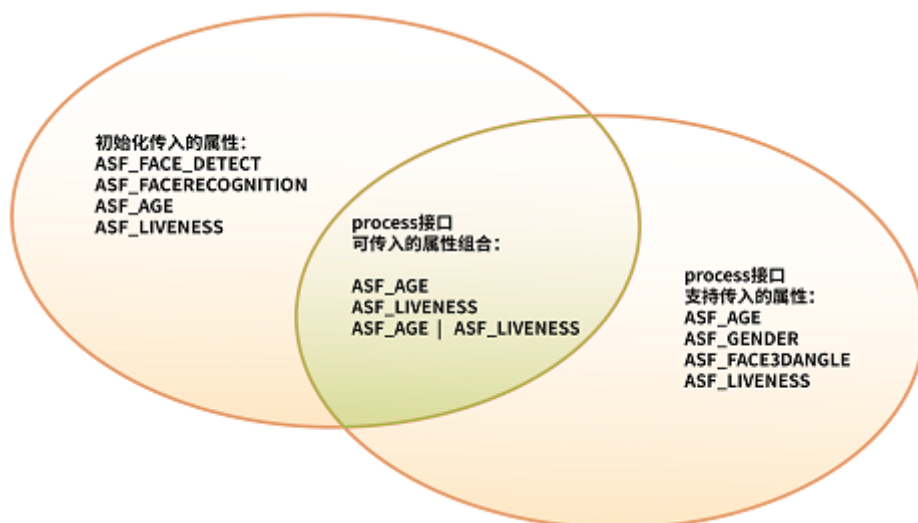 初始化传入的属性：
ASF_FACE_DETECT
ASF_FACERECOGNITION
ASF_AGE
ASF_LIVENESS
process接口
可传入的属性组合：
ASF_AGE
ASF_LIVENESS
ASF_AGE | ASF_LIVENESS
process接口
支持传入的属性：
ASF_AGE
ASF_GENDER
ASF_FACE3DANGLE
ASF_LIVENESS